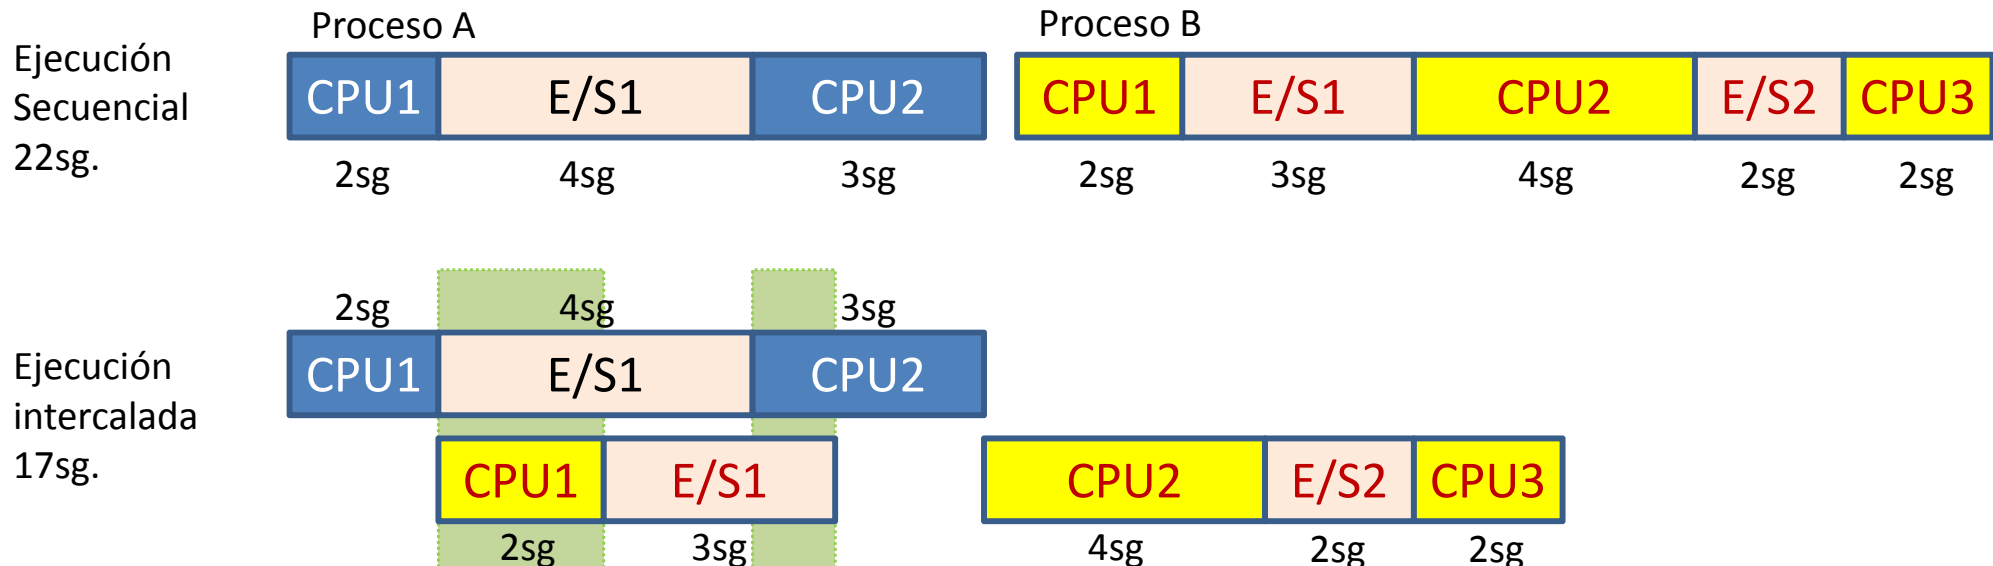 Proceso A
Proceso B
Ejecución
Secuencial
22sg.
CPU1 E/S1 CPU2 CPU1 E/S1 CPU2 E/S2 CPU3
2sg 4sg 3sg 2sg 3sg 4sg 2sg 2sg
2sg 4sg 3sg
Ejecución
intercalada
17sg.
CPU1 E/S1 CPU2
CPU1 E/S1 CPU2 E/S2 CPU3
2sg 3sg 4sg 2sg 2sg